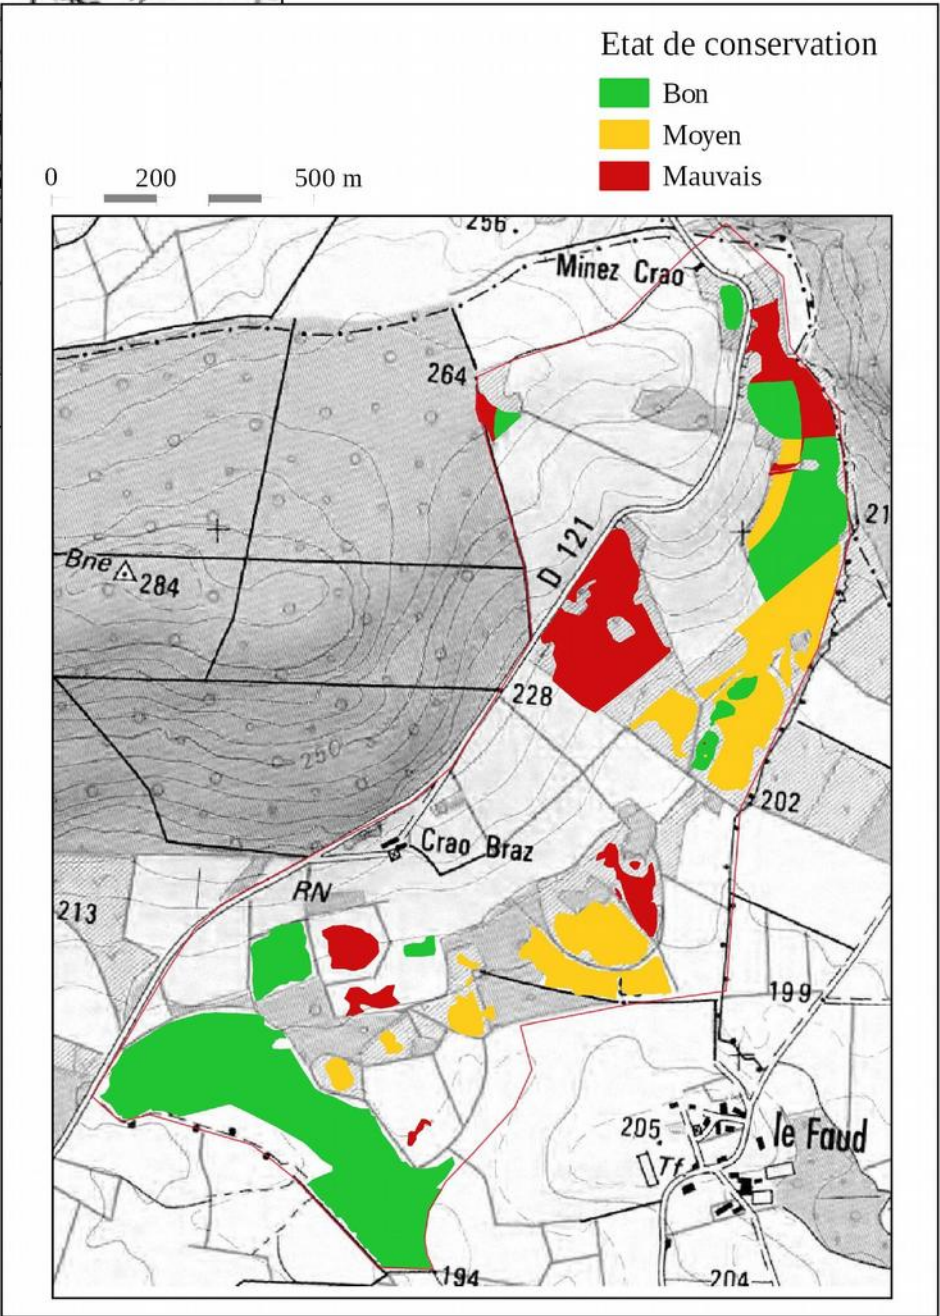 Etat de conservation
Bon
Moyen
Mauvais
0 200 500 m
256.
Minez Crao
264
D 121
21
Bne 284
228
250
202
Crao Braz
RN
213
199
205
le Faud
Tf
194
204